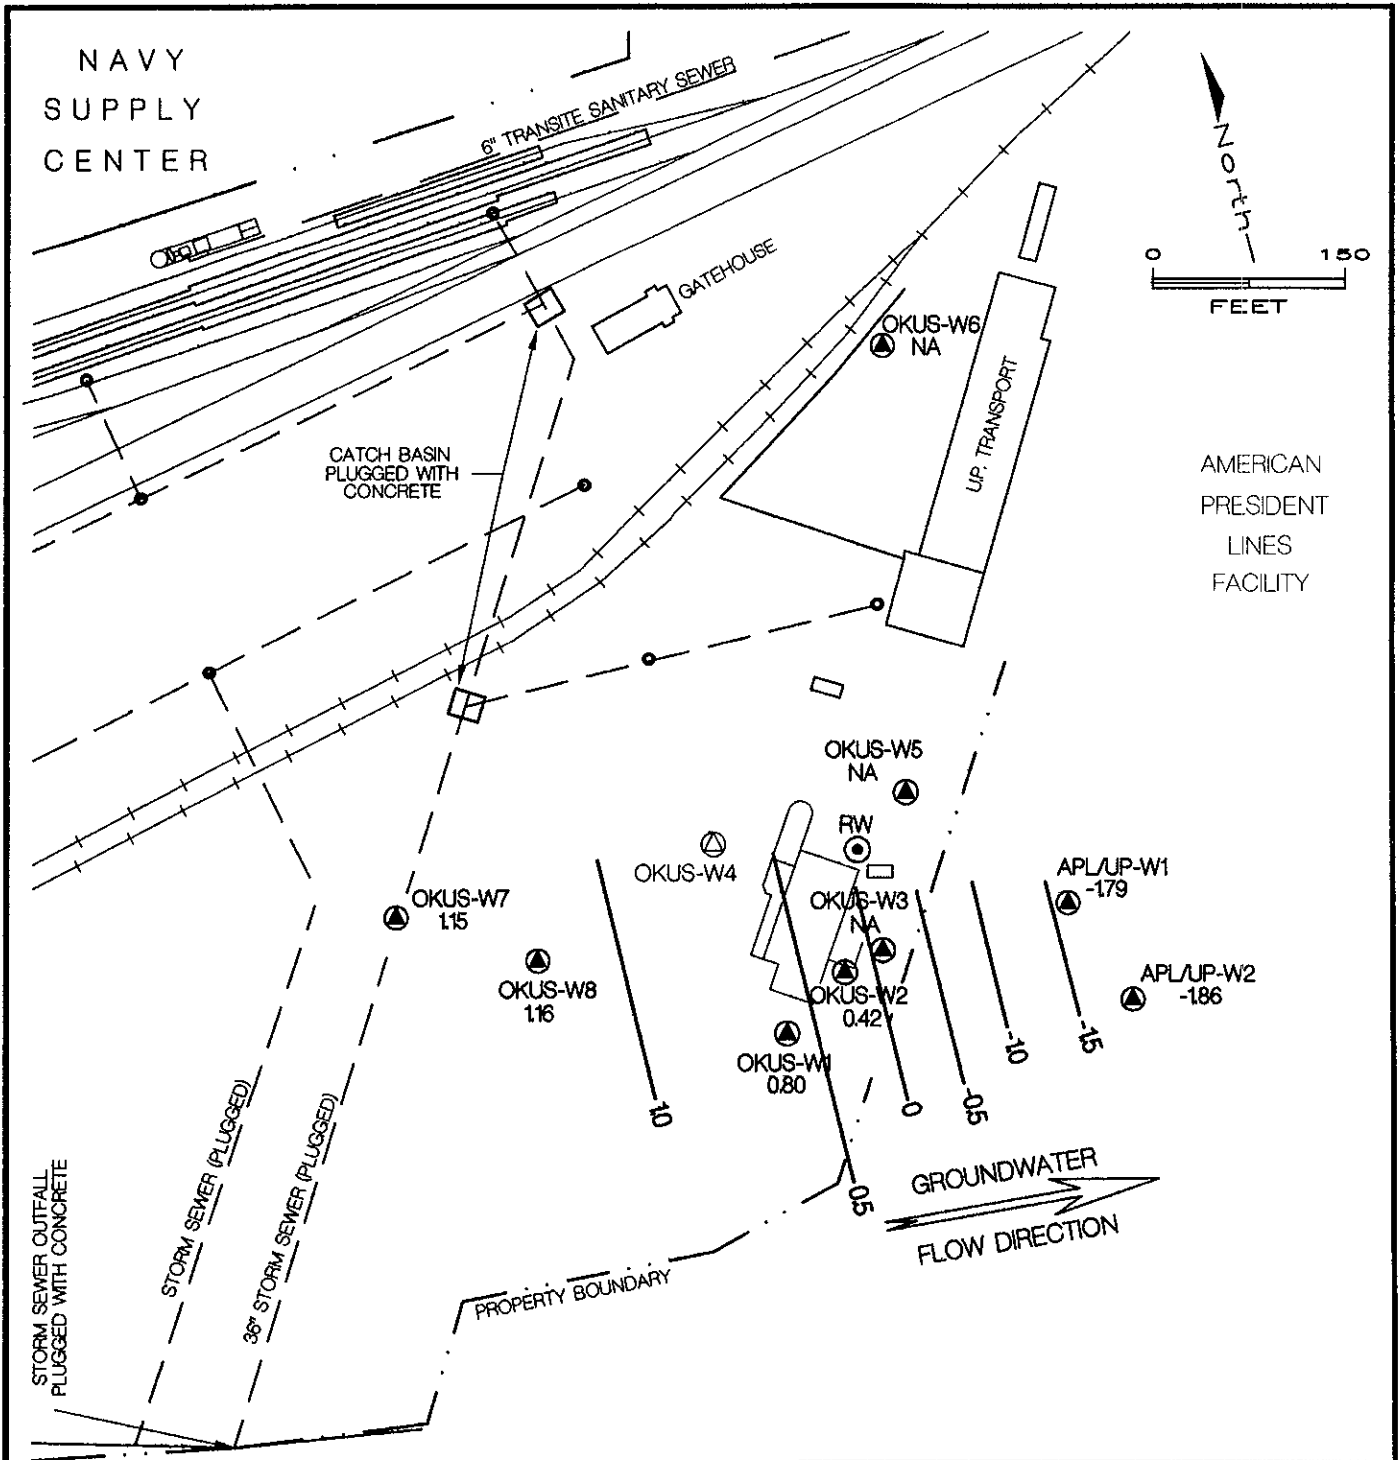 NAVY
SUPPLY
CENTER
6" TRANSITE SANITARY SEWER
North
0 150
FEET
GATEHOUSE
OKUS-W6
NA
U.P. TRANSPORT
CATCH BASIN
PLUGGED WITH
CONCRETE
AMERICAN
PRESIDENT
LINES
FACILITY
OKUS-W5
NA
RW
OKUS-W4
APL/UP-W1
-1.79
OKUS-W7
1.15
OKUS-W3
NA
OKUS-W8
1.16
OKUS-W2
0.42
APL/UP-W2
-1.86
OKUS-W1
0.80
1.0
0.5
0
-0.5
-1.0
-1.5
GROUNDWATER
FLOW DIRECTION
STORM SEWER (PLUGGED)
36" STORM SEWER (PLUGGED)
PROPERTY BOUNDARY
STORM SEWER OUTFALL
PLUGGED WITH CONCRETE